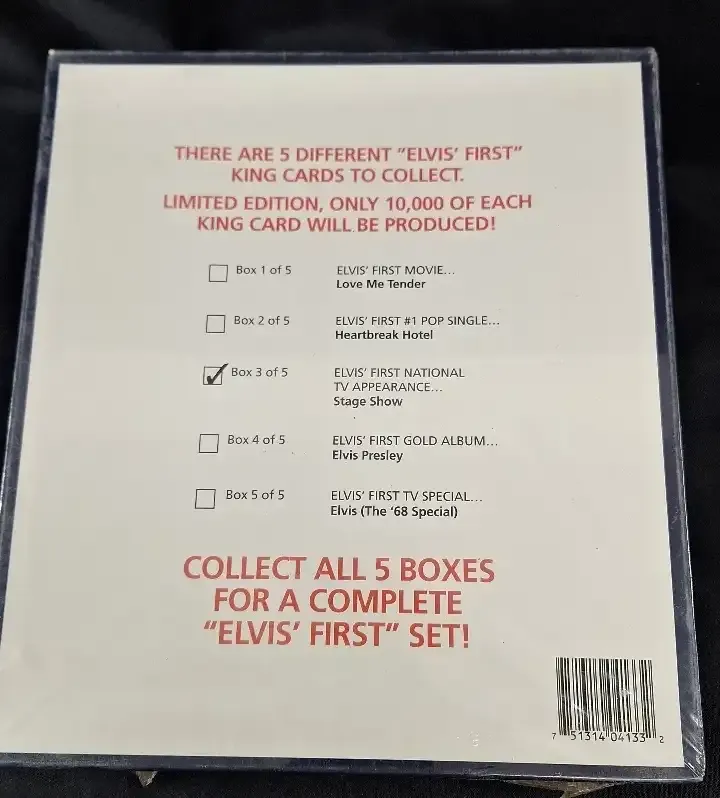 THERE ARE 5 DIFFERENT "ELVIS' FIRST"
KING CARDS TO COLLECT.
LIMITED EDITION, ONLY 10,000 OF EACH
KING CARD WILL BE PRODUCED!
Box 1 of 5 ELVIS' FIRST MOVIE...
Love Me Tender
Box 2 of 5 ELVIS' FIRST #1 POP SINGLE...
Heartbreak Hotel
Box 3 of 5 ELVIS' FIRST NATIONAL
TV APPEARANCE...
Stage Show
Box 4 of 5 ELVIS' FIRST GOLD ALBUM...
Elvis Presley
Box 5 of 5 ELVIS' FIRST TV SPECIAL...
Elvis (The '68 Special)
COLLECT ALL 5 BOXES
FOR A COMPLETE
"ELVIS' FIRST" SET!
7 51314 04133 2